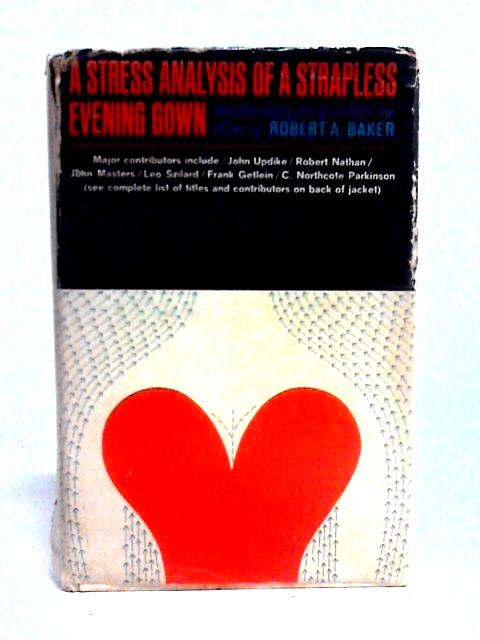 A STRESS ANALYSIS OF A STRAPLESS
EVENING GOWN
ROBERT A. BAKER
Major contributors include / John Updike / Robert Nathan /
John Masters / Leo Szilard / Frank Getlein / C. Northcote Parkinson
(see complete list of titles and contributors on back of jacket)